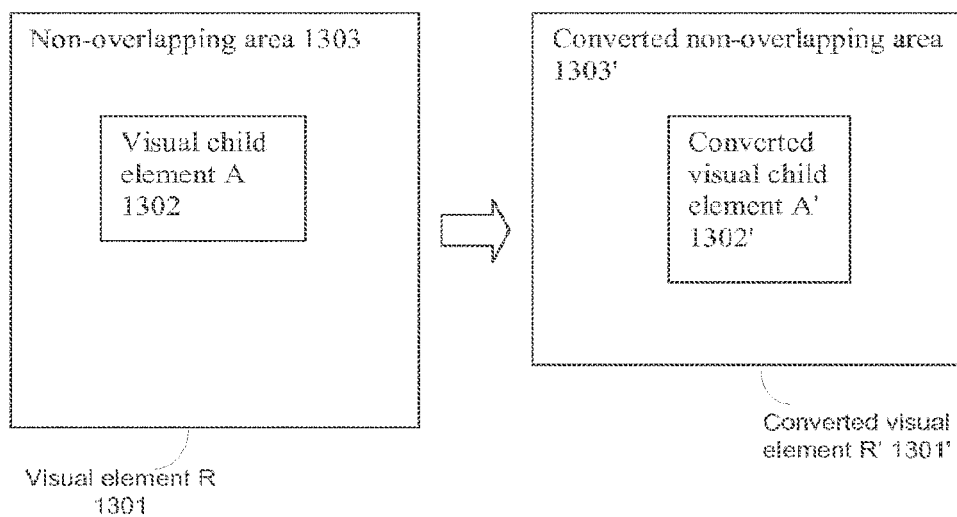 Non-overlapping area 1303
Visual child
element A
1302
Visual element R
1301
Converted non-overlapping area
1303'
Converted
visual child
element A'
1302'
Converted visual
element R' 1301'